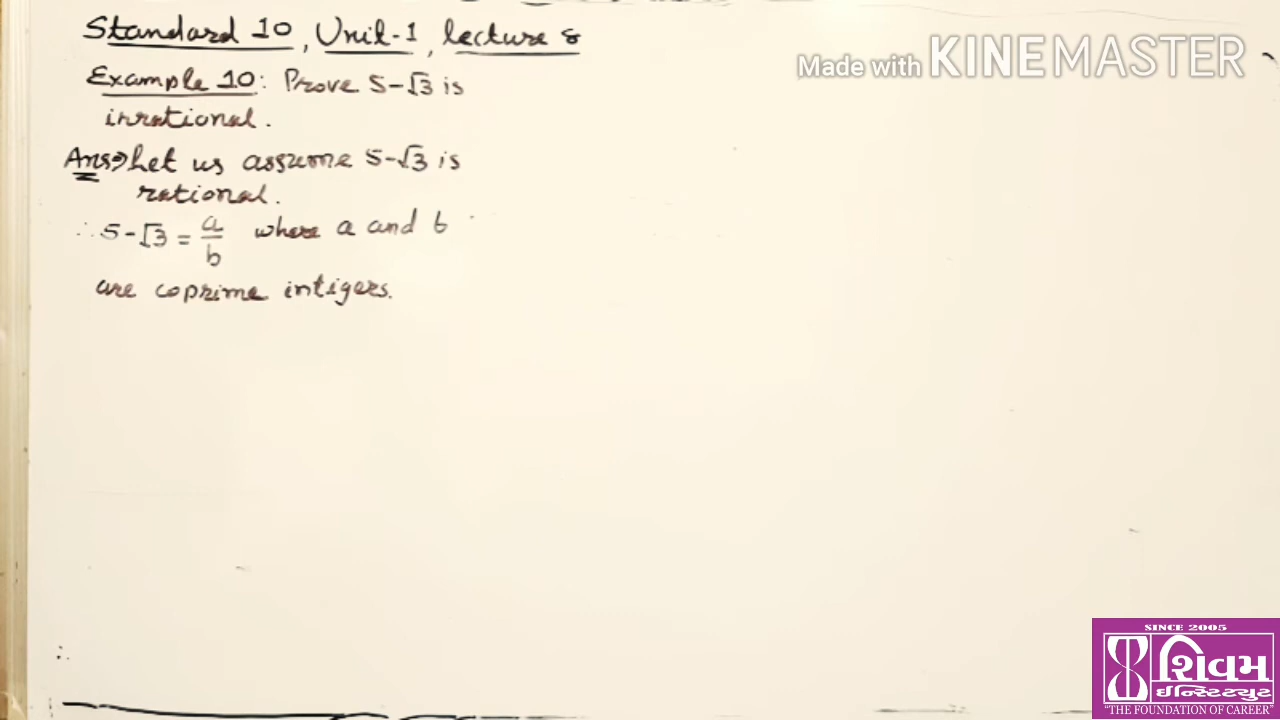 Standard 10, Unit-1, lecture 8
Made with KINEMASTER
Example 10: Prove 5-√3 is
irrational.
Ans⇒ Let us assume 5-√3 is
rational.
∴ 5-√3 = a/b where a and b
are coprime intigers.
∴
SINCE 2005
શિવમ
ઈન્સ્ટિટ્યુટ
"THE FOUNDATION OF CAREER"